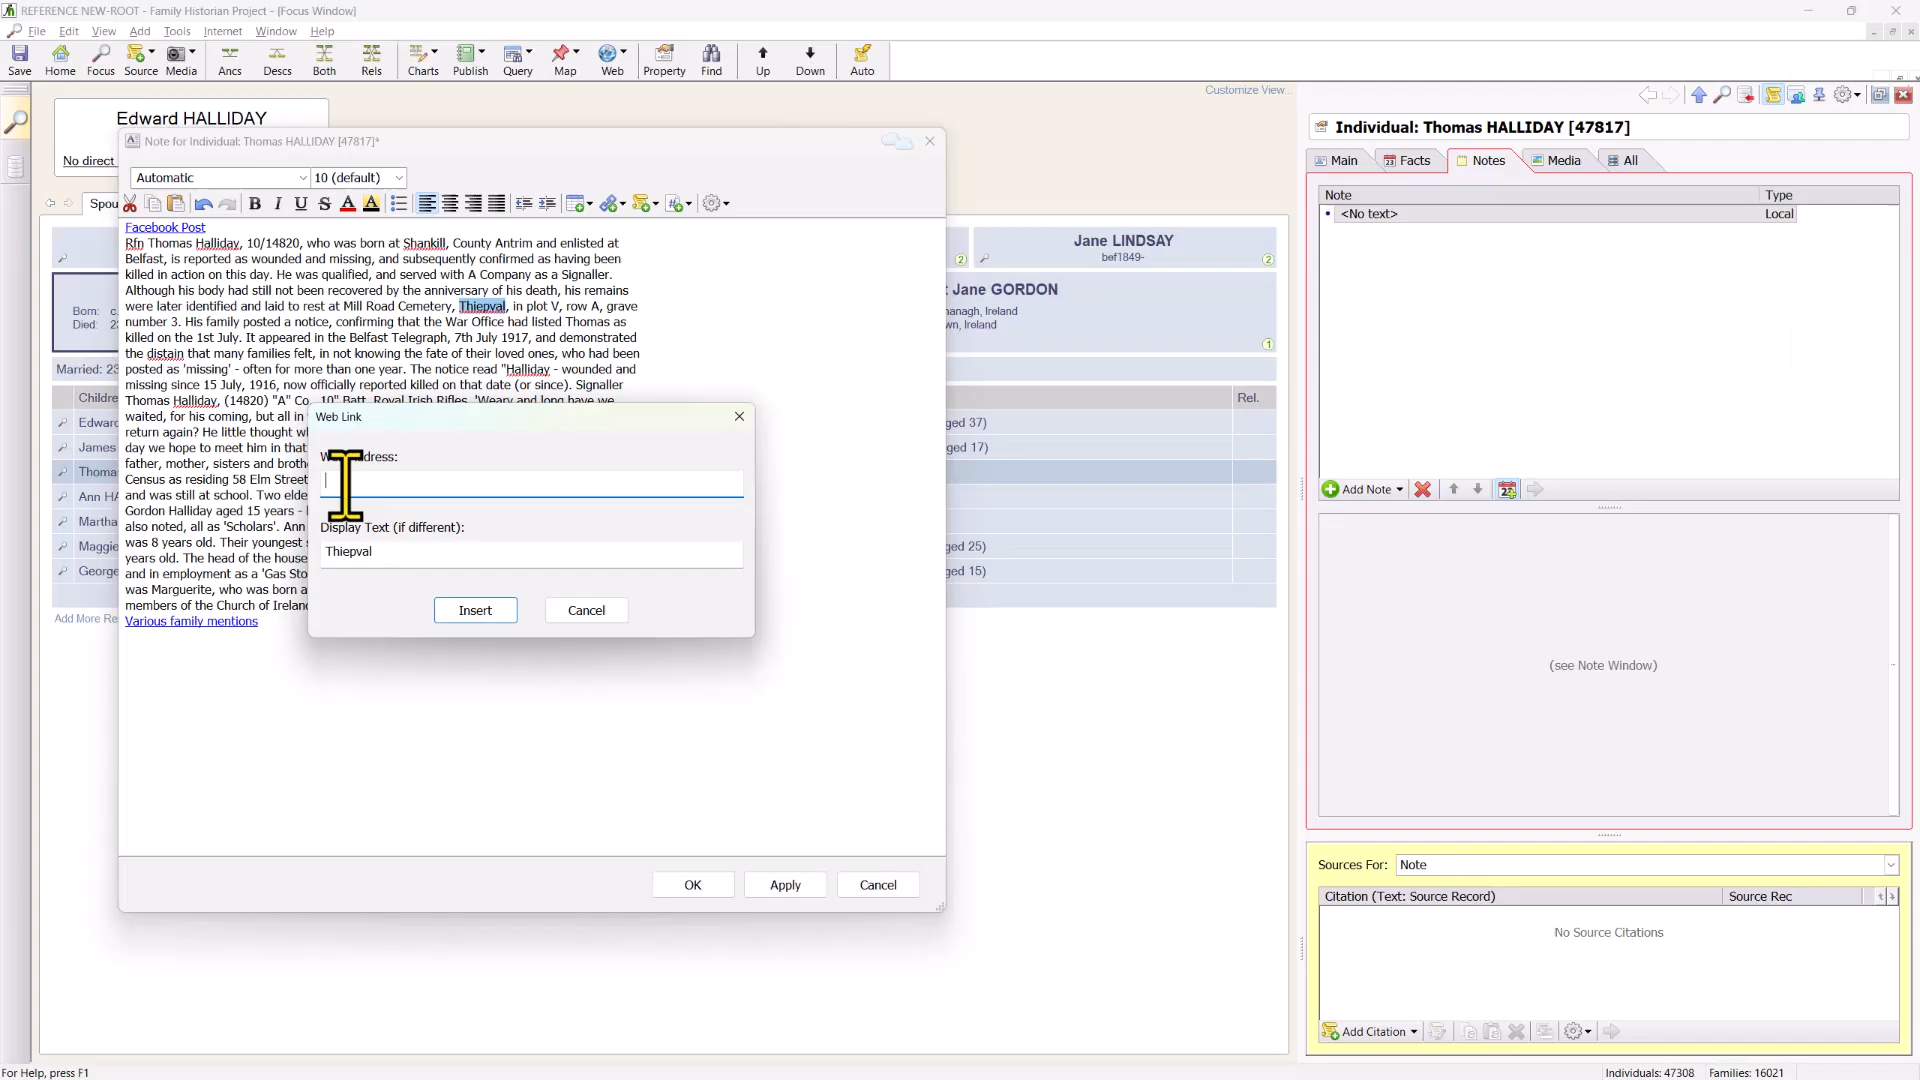 REFERENCE NEW-ROOT - Family Historian Project - [Focus Window]
File Edit View Add Tools Internet Window Help
Save Home Focus Source Media Ancs Descs Both Rels Charts Publish Query Map Web Property Find Up Down Auto
Customize View...
Edward HALLIDAY
No direct
Spou
Note for Individual: Thomas HALLIDAY [47817]*
Automatic 10 (default)
Facebook Post
Rfn Thomas Halliday, 10/14820, who was born at Shankill, County Antrim and enlisted at
Belfast, is reported as wounded and missing, and subsequently confirmed as having been
killed in action on this day. He was qualified, and served with A Company as a Signaller.
Although his body had still not been recovered by the anniversary of his death, his remains
were later identified and laid to rest at Mill Road Cemetery, Thiepval, in plot V, row A, grave
number 3. His family posted a notice, confirming that the War Office had listed Thomas as
killed on the 1st July. It appeared in the Belfast Telegraph, 7th July 1917, and demonstrated
the distain that many families felt, in not knowing the fate of their loved ones, who had been
posted as 'missing' - often for more than one year. The notice read "Halliday - wounded and
missing since 15 July, 1916, now officially reported killed on that date (or since). Signaller
Thomas Halliday, (14820) "A" Co., 10" Batt. Royal Irish Rifles. 'Weary and long have we
waited, for his coming, but all in
return again? He little thought wh
day we hope to meet him in that
father, mother, sisters and broth
Census as residing 58 Elm Street
and was still at school. Two elde
Gordon Halliday aged 15 years -
also noted, all as 'Scholars'. Ann
was 8 years old. Their youngest s
years old. The head of the house
and in employment as a 'Gas Sto
was Marguerite, who was born a
members of the Church of Ireland
Various family mentions
Born: c.
Died: 2
Married: 23
Childre
Edward
James
Thoma
Ann HA
Martha
Maggie
George
Add More Re
Jane LINDSAY
bef1849-
2
2
t Jane GORDON
nanagh, Ireland
wn, Ireland
1
Rel.
ged 37)
ged 17)
ged 25)
ged 15)
Web Link
W dress:
Display Text (if different):
Thiepval
Insert Cancel
OK Apply Cancel
Individual: Thomas HALLIDAY [47817]
Main Facts Notes Media All
Note Type
<No text> Local
Add Note
(see Note Window)
Sources For: Note
Citation (Text: Source Record) Source Rec
No Source Citations
Add Citation
For Help, press F1
Individuals: 47308 Families: 16021